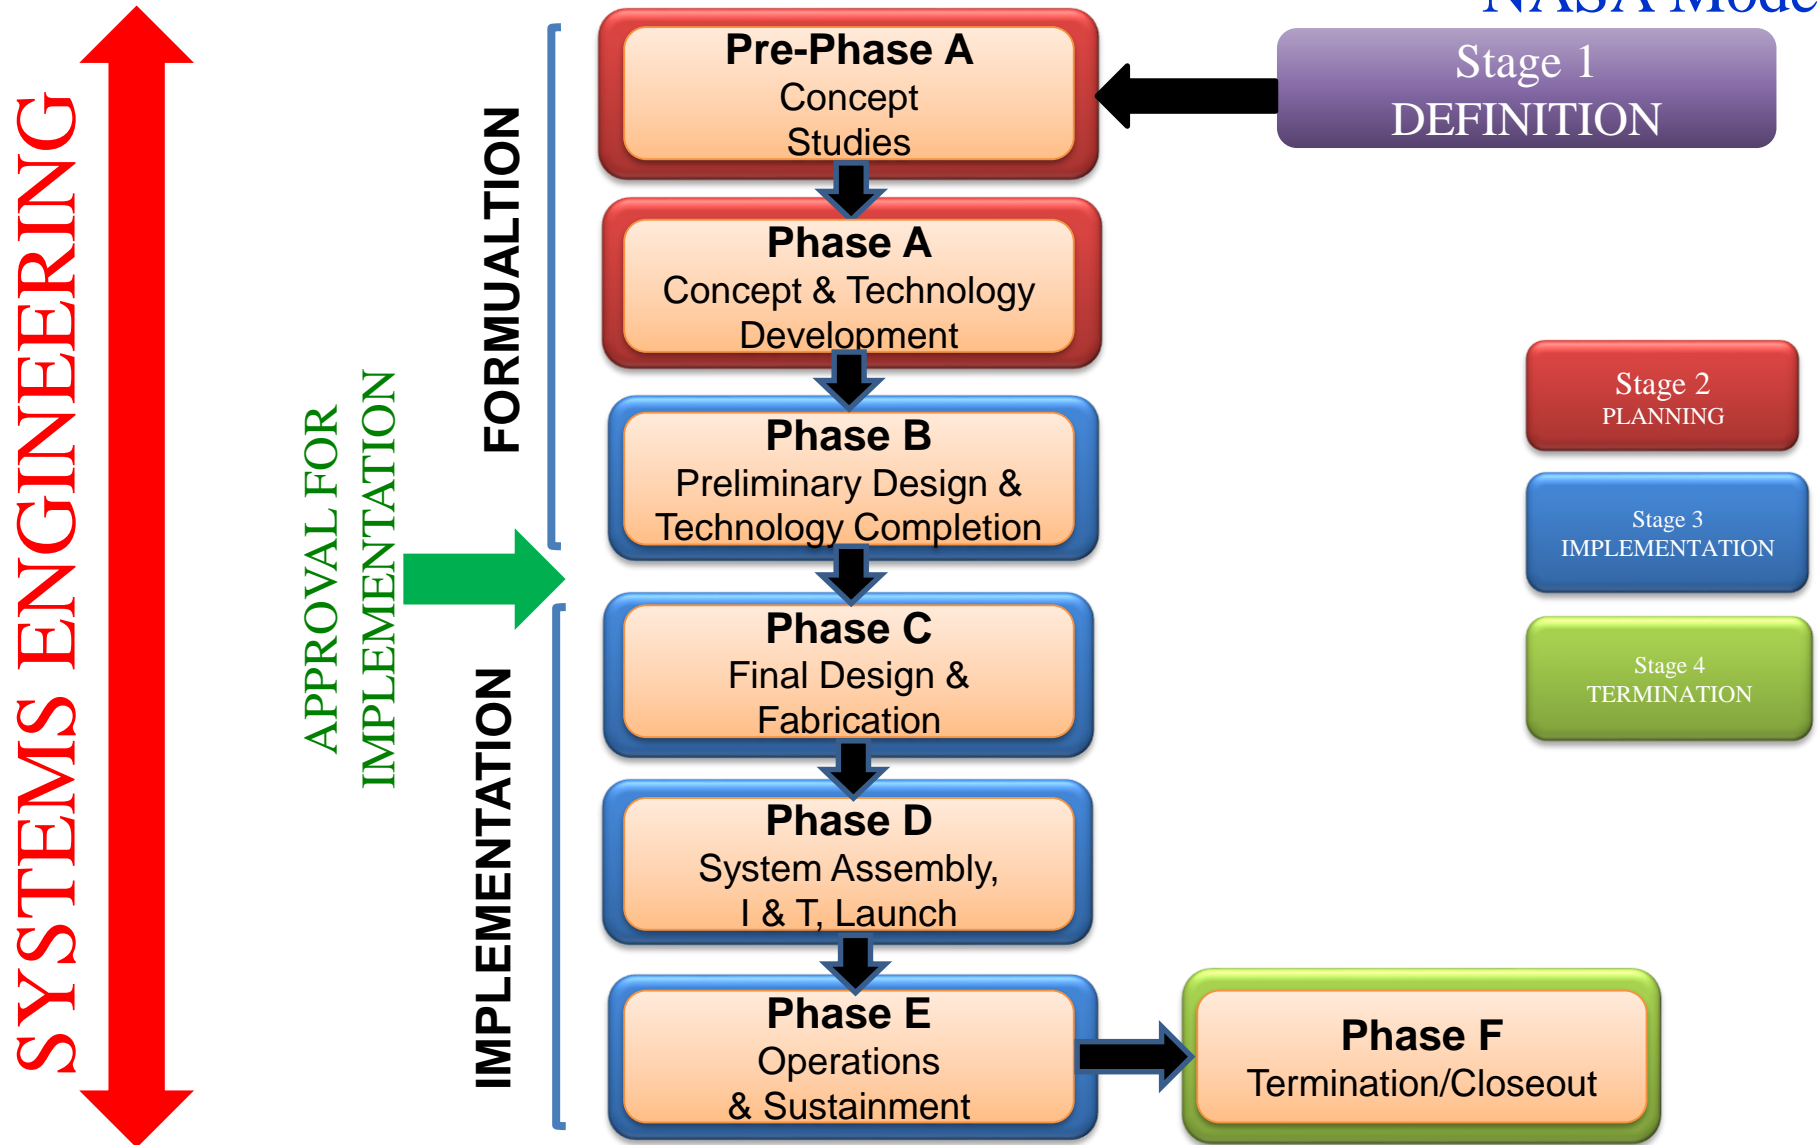 NASA Mode
SYSTEMS ENGINEERING
FORMUALTION
APPROVAL FOR
IMPLEMENTATION
IMPLEMENTATION
Pre-Phase A
Concept
Studies
Stage 1
DEFINITION
Phase A
Concept & Technology
Development
Phase B
Preliminary Design &
Technology Completion
Phase C
Final Design &
Fabrication
Phase D
System Assembly,
I & T, Launch
Phase E
Operations
& Sustainment
Phase F
Termination/Closeout
Stage 2
PLANNING
Stage 3
IMPLEMENTATION
Stage 4
TERMINATION